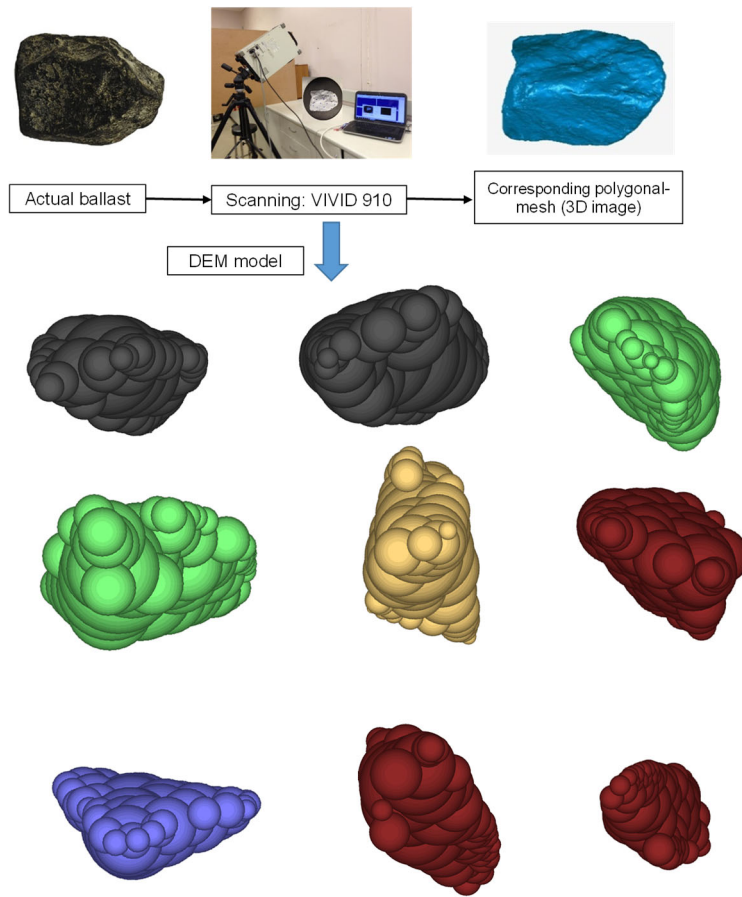 Actual ballast
Scanning: VIVID 910
Corresponding polygonal-
mesh (3D image)
DEM model